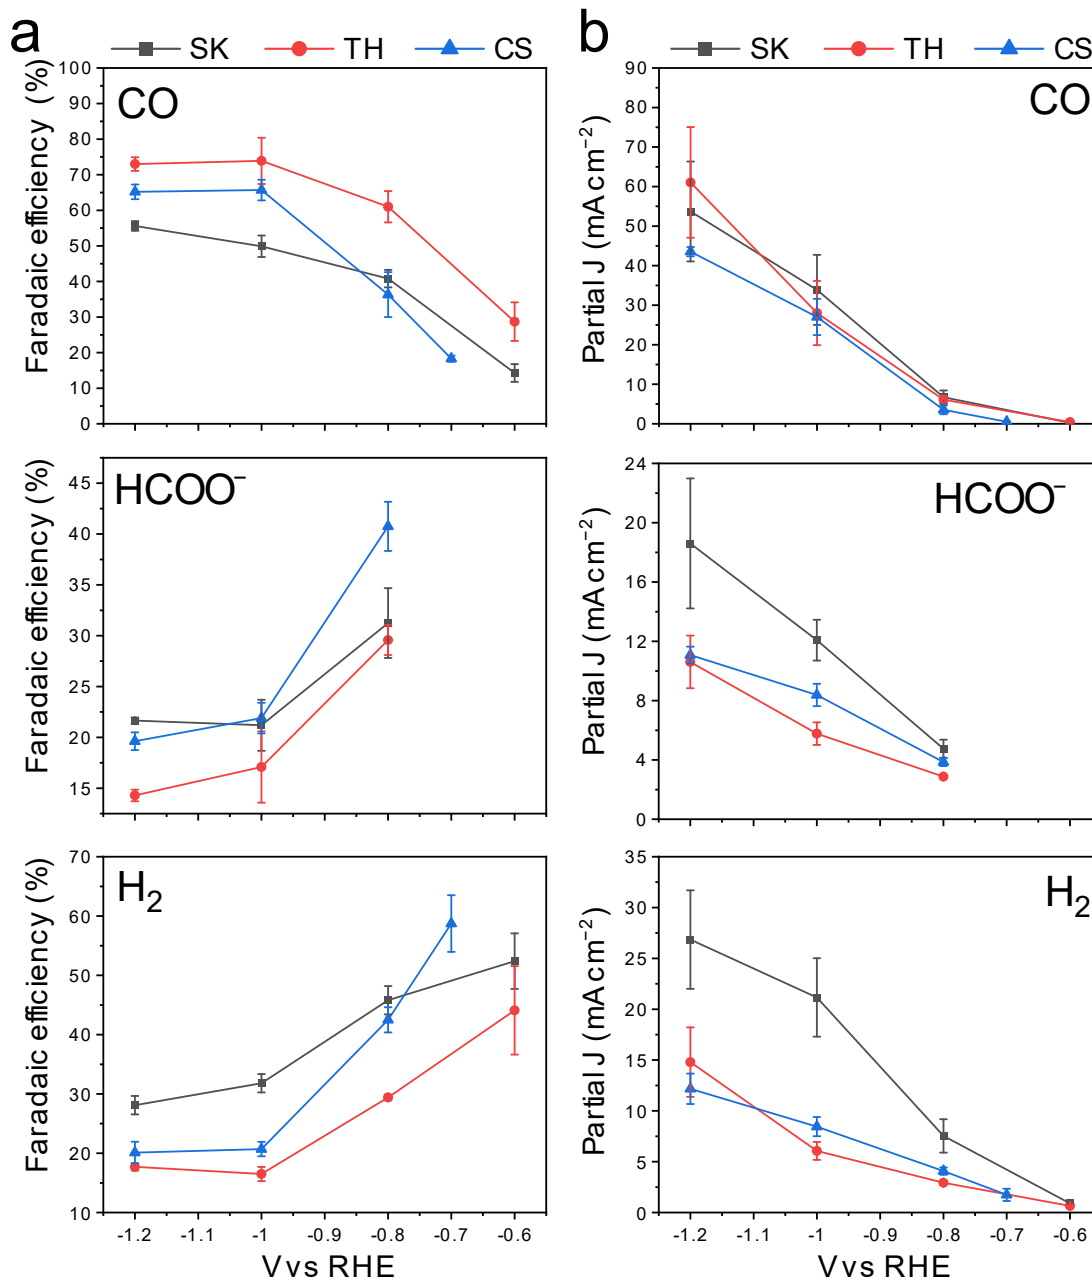 a
SK TH CS
b
SK TH CS
CO
Faradaic efficiency (%)
100
90
80
70
60
50
40
30
20
10
0
CO
Partial J (mA cm⁻²)
90
80
70
60
50
40
30
20
10
0
HCOO⁻
Faradaic efficiency (%)
45
40
35
30
25
20
15
HCOO⁻
Partial J (mA cm⁻²)
24
20
16
12
8
4
0
H₂
Faradaic efficiency (%)
70
60
50
40
30
20
10
-1.2 -1.1 -1 -0.9 -0.8 -0.7 -0.6
V vs RHE
H₂
Partial J (mA cm⁻²)
35
30
25
20
15
10
5
0
-1.2 -1.1 -1 -0.9 -0.8 -0.7 -0.6
V vs RHE